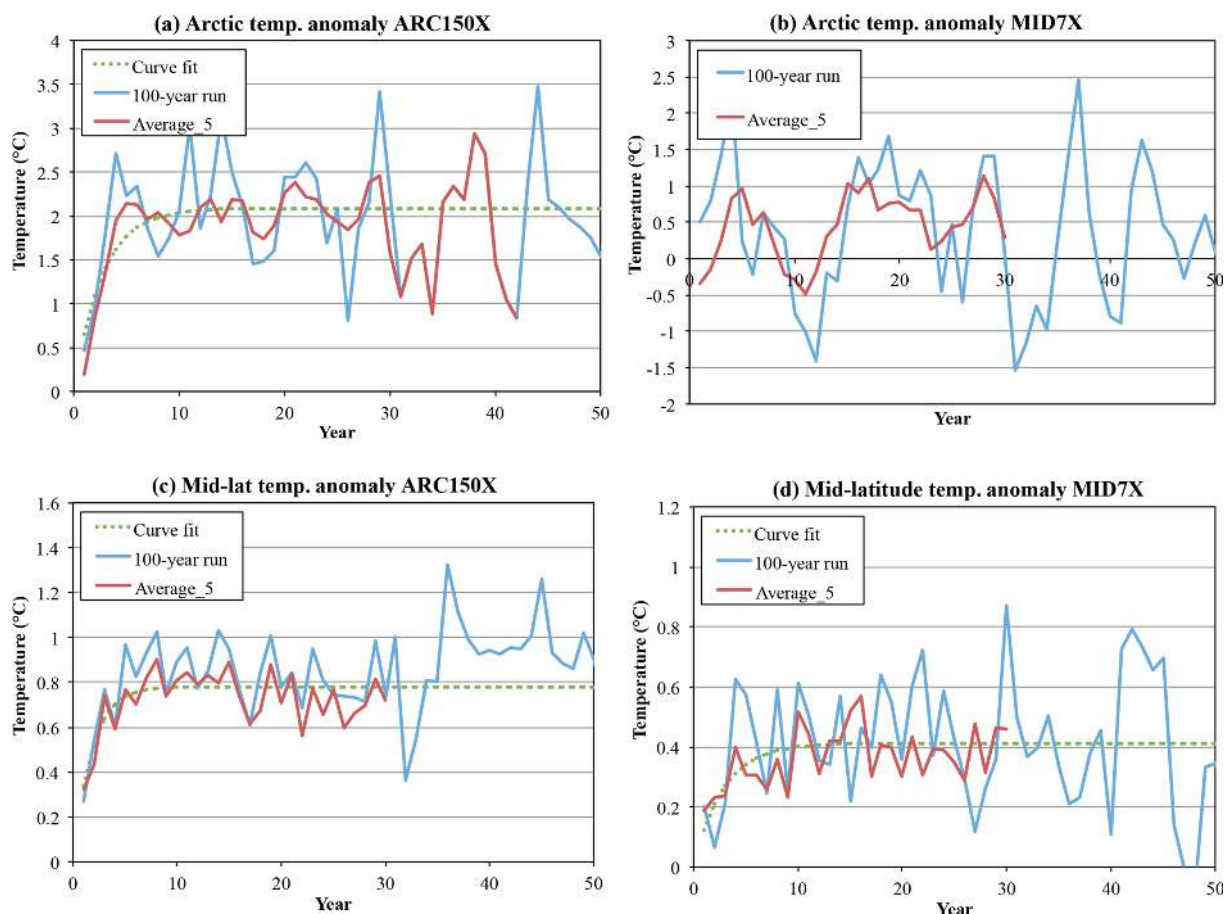 (a) Arctic temp. anomaly ARC150X
4
3.5
3
2.5
2
1.5
1
0.5
0
Temperature (°C)
Curve fit
100-year run
Average_5
0 10 20 30 40 50
Year
(b) Arctic temp. anomaly MID7X
3
2.5
2
1.5
1
0.5
0
-0.5
-1
-1.5
-2
Temperature (°C)
100-year run
Average_5
0 10 20 30 40 50
Year
(c) Mid-lat temp. anomaly ARC150X
1.6
1.4
1.2
1
0.8
0.6
0.4
0.2
0
Temperature (°C)
Curve fit
100-year run
Average_5
0 10 20 30 40 50
Year
(d) Mid-latitude temp. anomaly MID7X
1.2
1
0.8
0.6
0.4
0.2
0
Temperature (°C)
Curve fit
100-year run
Average_5
0 10 20 30 40 50
Year